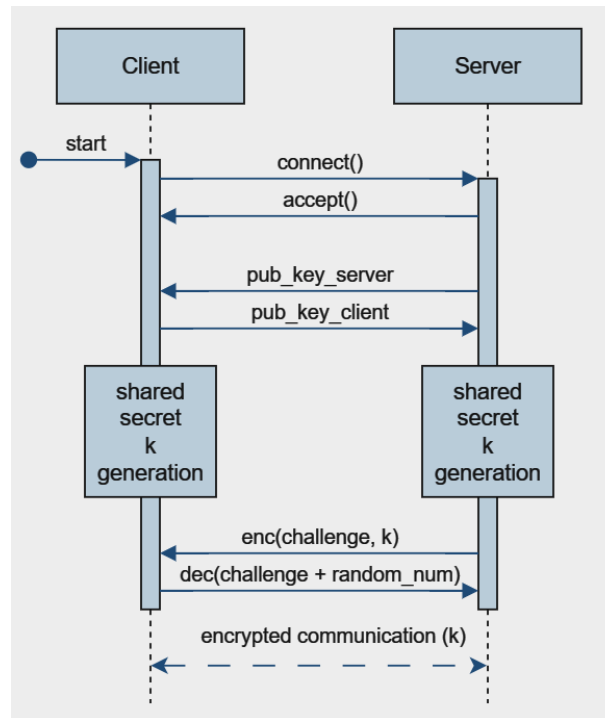 Client
Server
start
connect()
accept()
pub_key_server
pub_key_client
shared
secret
k
generation
shared
secret
k
generation
enc(challenge, k)
dec(challenge + random_num)
encrypted communication (k)